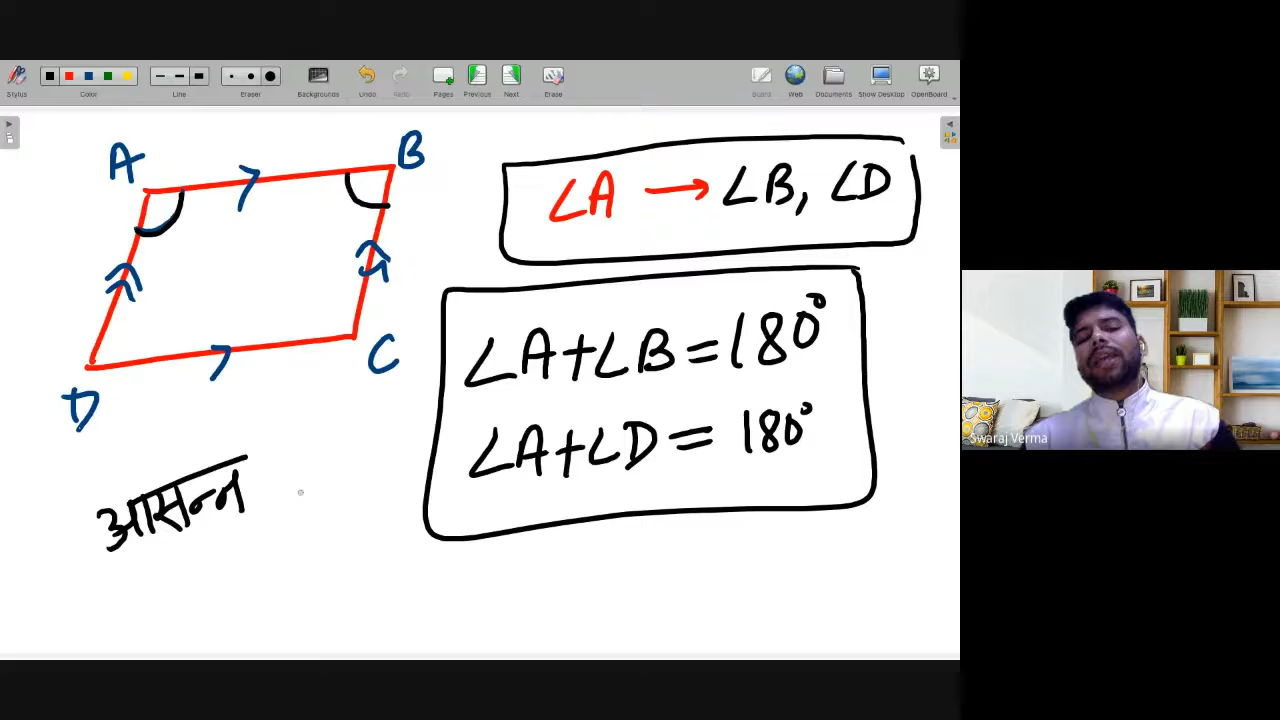 Stylus Color Line Eraser Backgrounds Undo Redo Pages Previous Next Erase Board Web Documents Show Desktop OpenBoard
A B
∠A → ∠B, ∠D
D C
∠A+∠B=180°
∠A+∠D=180°
आसन्न
Swaraj Verma